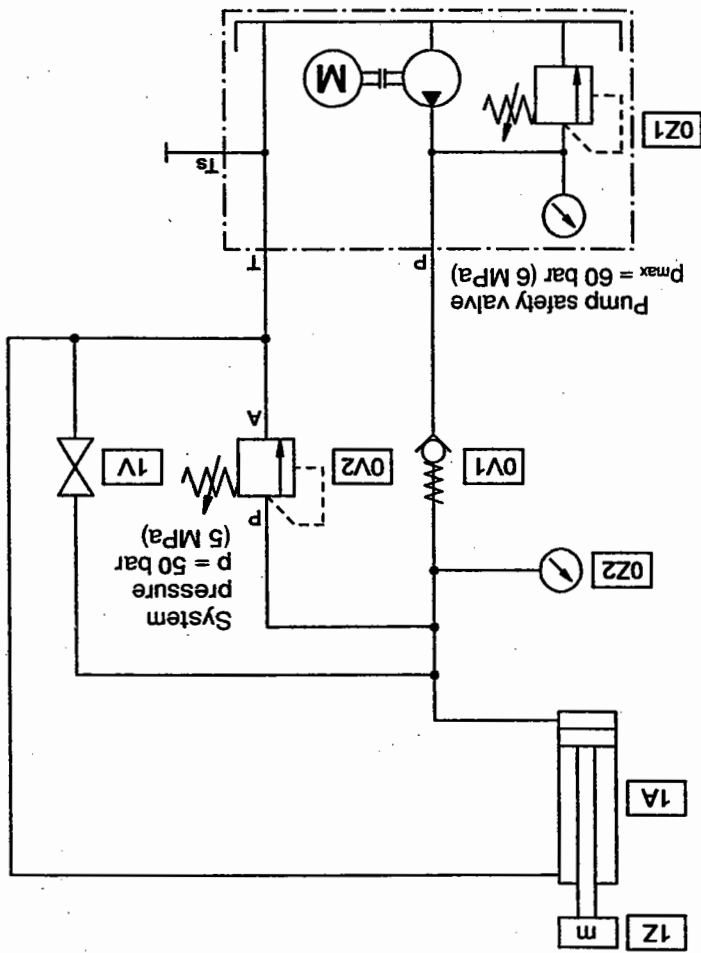 1Z
m
1A
0Z2
System
pressure
p = 50 bar
(5 MPa)
P
0V1
0V2
1V
A
Pump safety valve
pmax = 60 bar (6 MPa)
P
T
Ts
0Z1
M